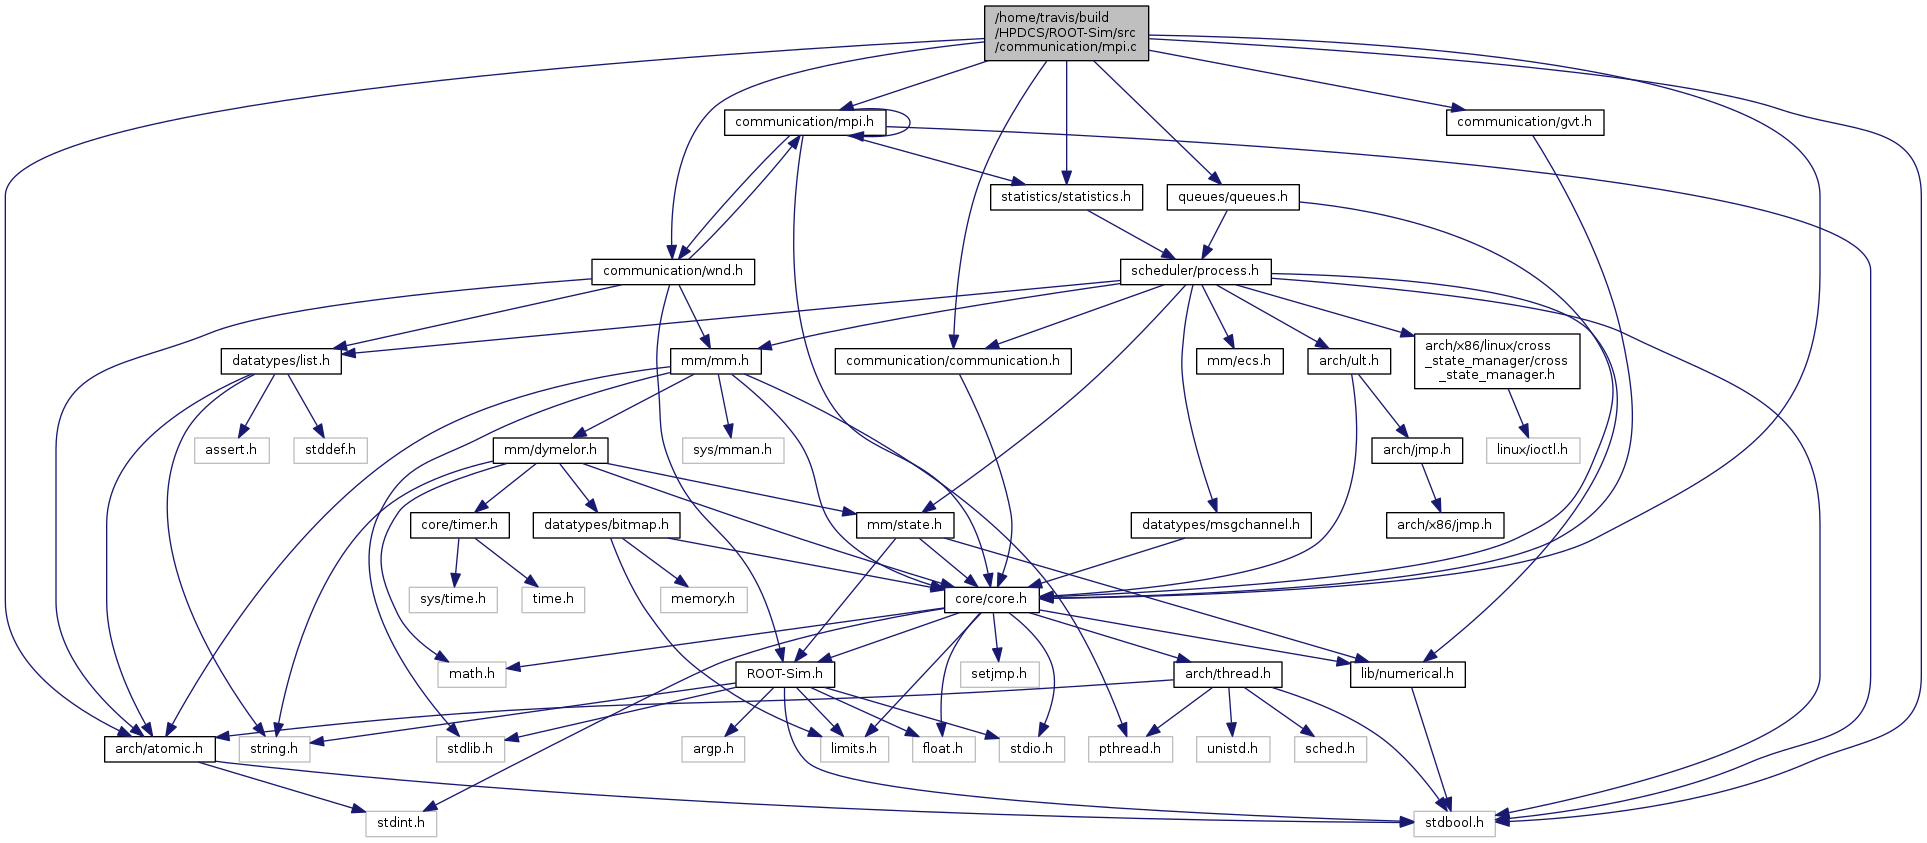 /home/travis/build
/HPDCS/ROOT-Sim/src
/communication/mpi.c
communication/mpi.h
communication/gvt.h
statistics/statistics.h
queues/queues.h
communication/wnd.h
scheduler/process.h
datatypes/list.h
mm/mm.h
communication/communication.h
mm/ecs.h
arch/ult.h
arch/x86/linux/cross
_state_manager/cross
_state_manager.h
assert.h
stddef.h
mm/dymelor.h
sys/mman.h
arch/jmp.h
linux/ioctl.h
core/timer.h
datatypes/bitmap.h
mm/state.h
datatypes/msgchannel.h
arch/x86/jmp.h
sys/time.h
time.h
memory.h
core/core.h
math.h
ROOT-Sim.h
setjmp.h
arch/thread.h
lib/numerical.h
arch/atomic.h
string.h
stdlib.h
argp.h
limits.h
float.h
stdio.h
pthread.h
unistd.h
sched.h
stdint.h
stdbool.h